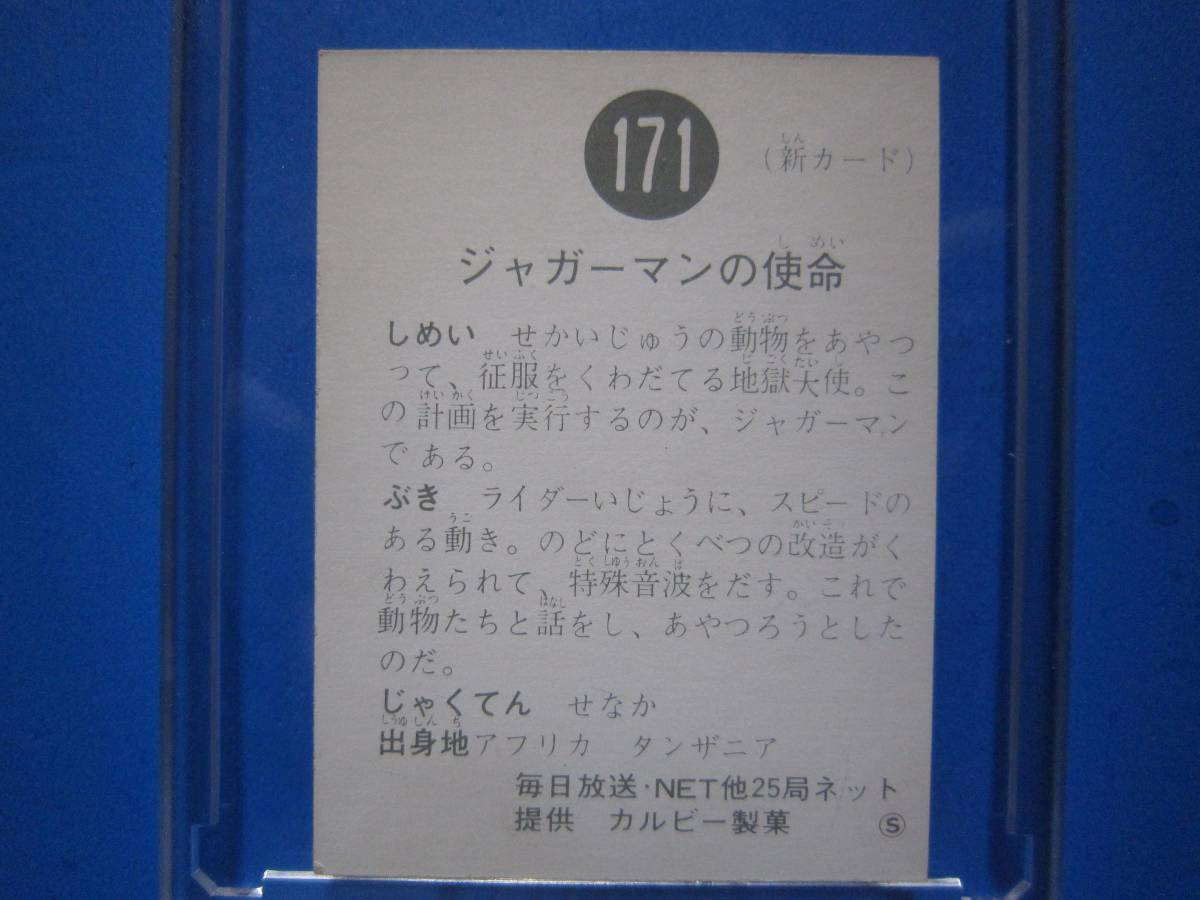 171
(新カード)
ジャガーマンの使命
しめい　せかいじゅうの動物をあやつ
って、征服をくわだてる地獄大使。こ
の計画を実行するのが、ジャガーマン
である。
ぶき　ライダーいじょうに、スピードの
ある動き。のどにとくべつの改造がく
わえられて、特殊音波をだす。これで
動物たちと話をし、あやつろうとした
のだ。
じゃくてん　せなか
出身地アフリカ　タンザニア
毎日放送・NET他25局ネット
提供　カルビー製菓　Ⓢ